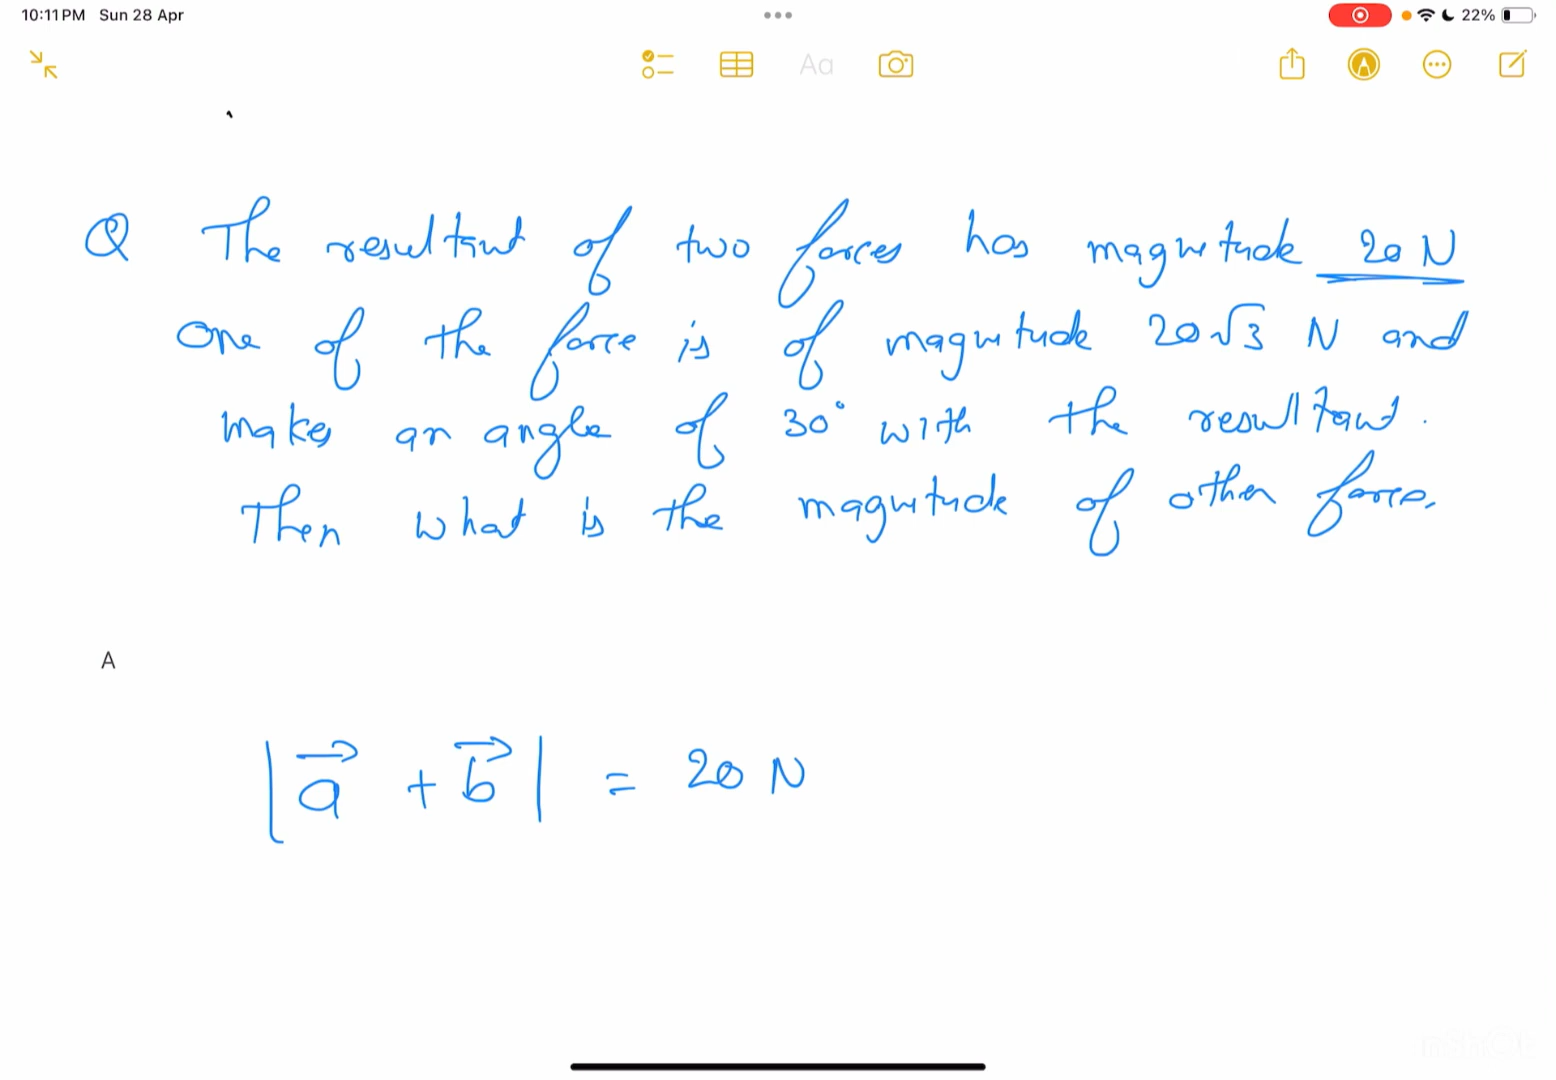 10:11 PM Sun 28 Apr
22%
Aa
Q The resultant of two forces has magnitude 20 N
One of the force is of magnitude 20√3 N and
makes an angle of 30° with the resultant.
Then what is the magnitude of other force.
A
|a⃗ + b⃗| = 20 N